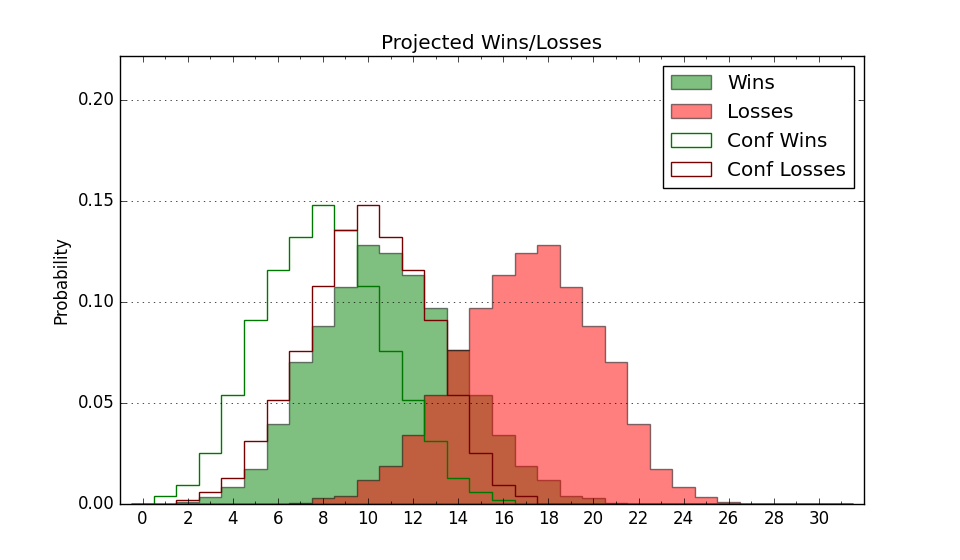 Projected Wins/Losses
Wins
Losses
Conf Wins
Conf Losses
Probability
0.20
0.15
0.10
0.05
0.00
0 2 4 6 8 10 12 14 16 18 20 22 24 26 28 30